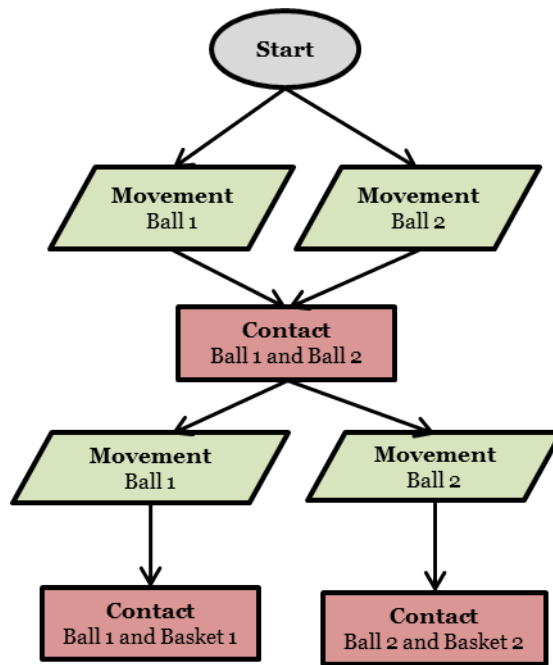 Start
Movement
Ball 1
Movement
Ball 2
Contact
Ball 1 and Ball 2
Movement
Ball 1
Movement
Ball 2
Contact
Ball 1 and Basket 1
Contact
Ball 2 and Basket 2